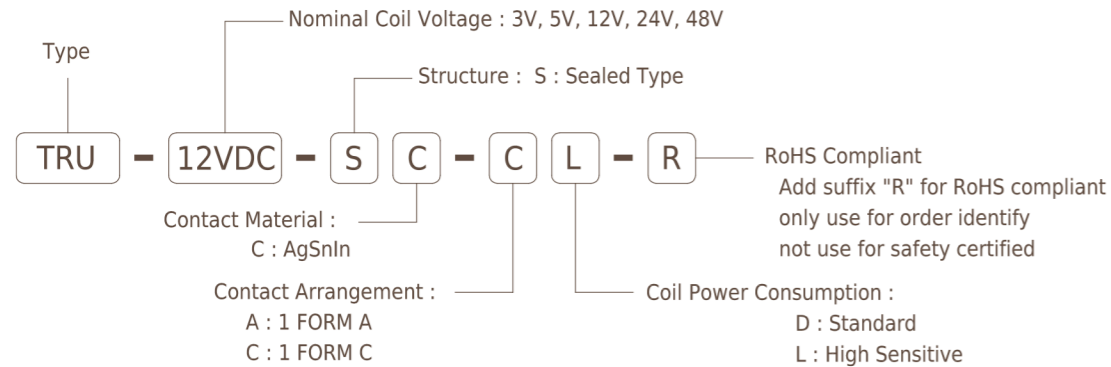 Nominal Coil Voltage : 3V, 5V, 12V, 24V, 48V
Type
Structure : S : Sealed Type
TRU - 12VDC - S C - C L - R
RoHS Compliant
Add suffix "R" for RoHS compliant
only use for order identify
not use for safety certified
Contact Material :
C : AgSnIn
Contact Arrangement :
A : 1 FORM A
C : 1 FORM C
Coil Power Consumption :
D : Standard
L : High Sensitive